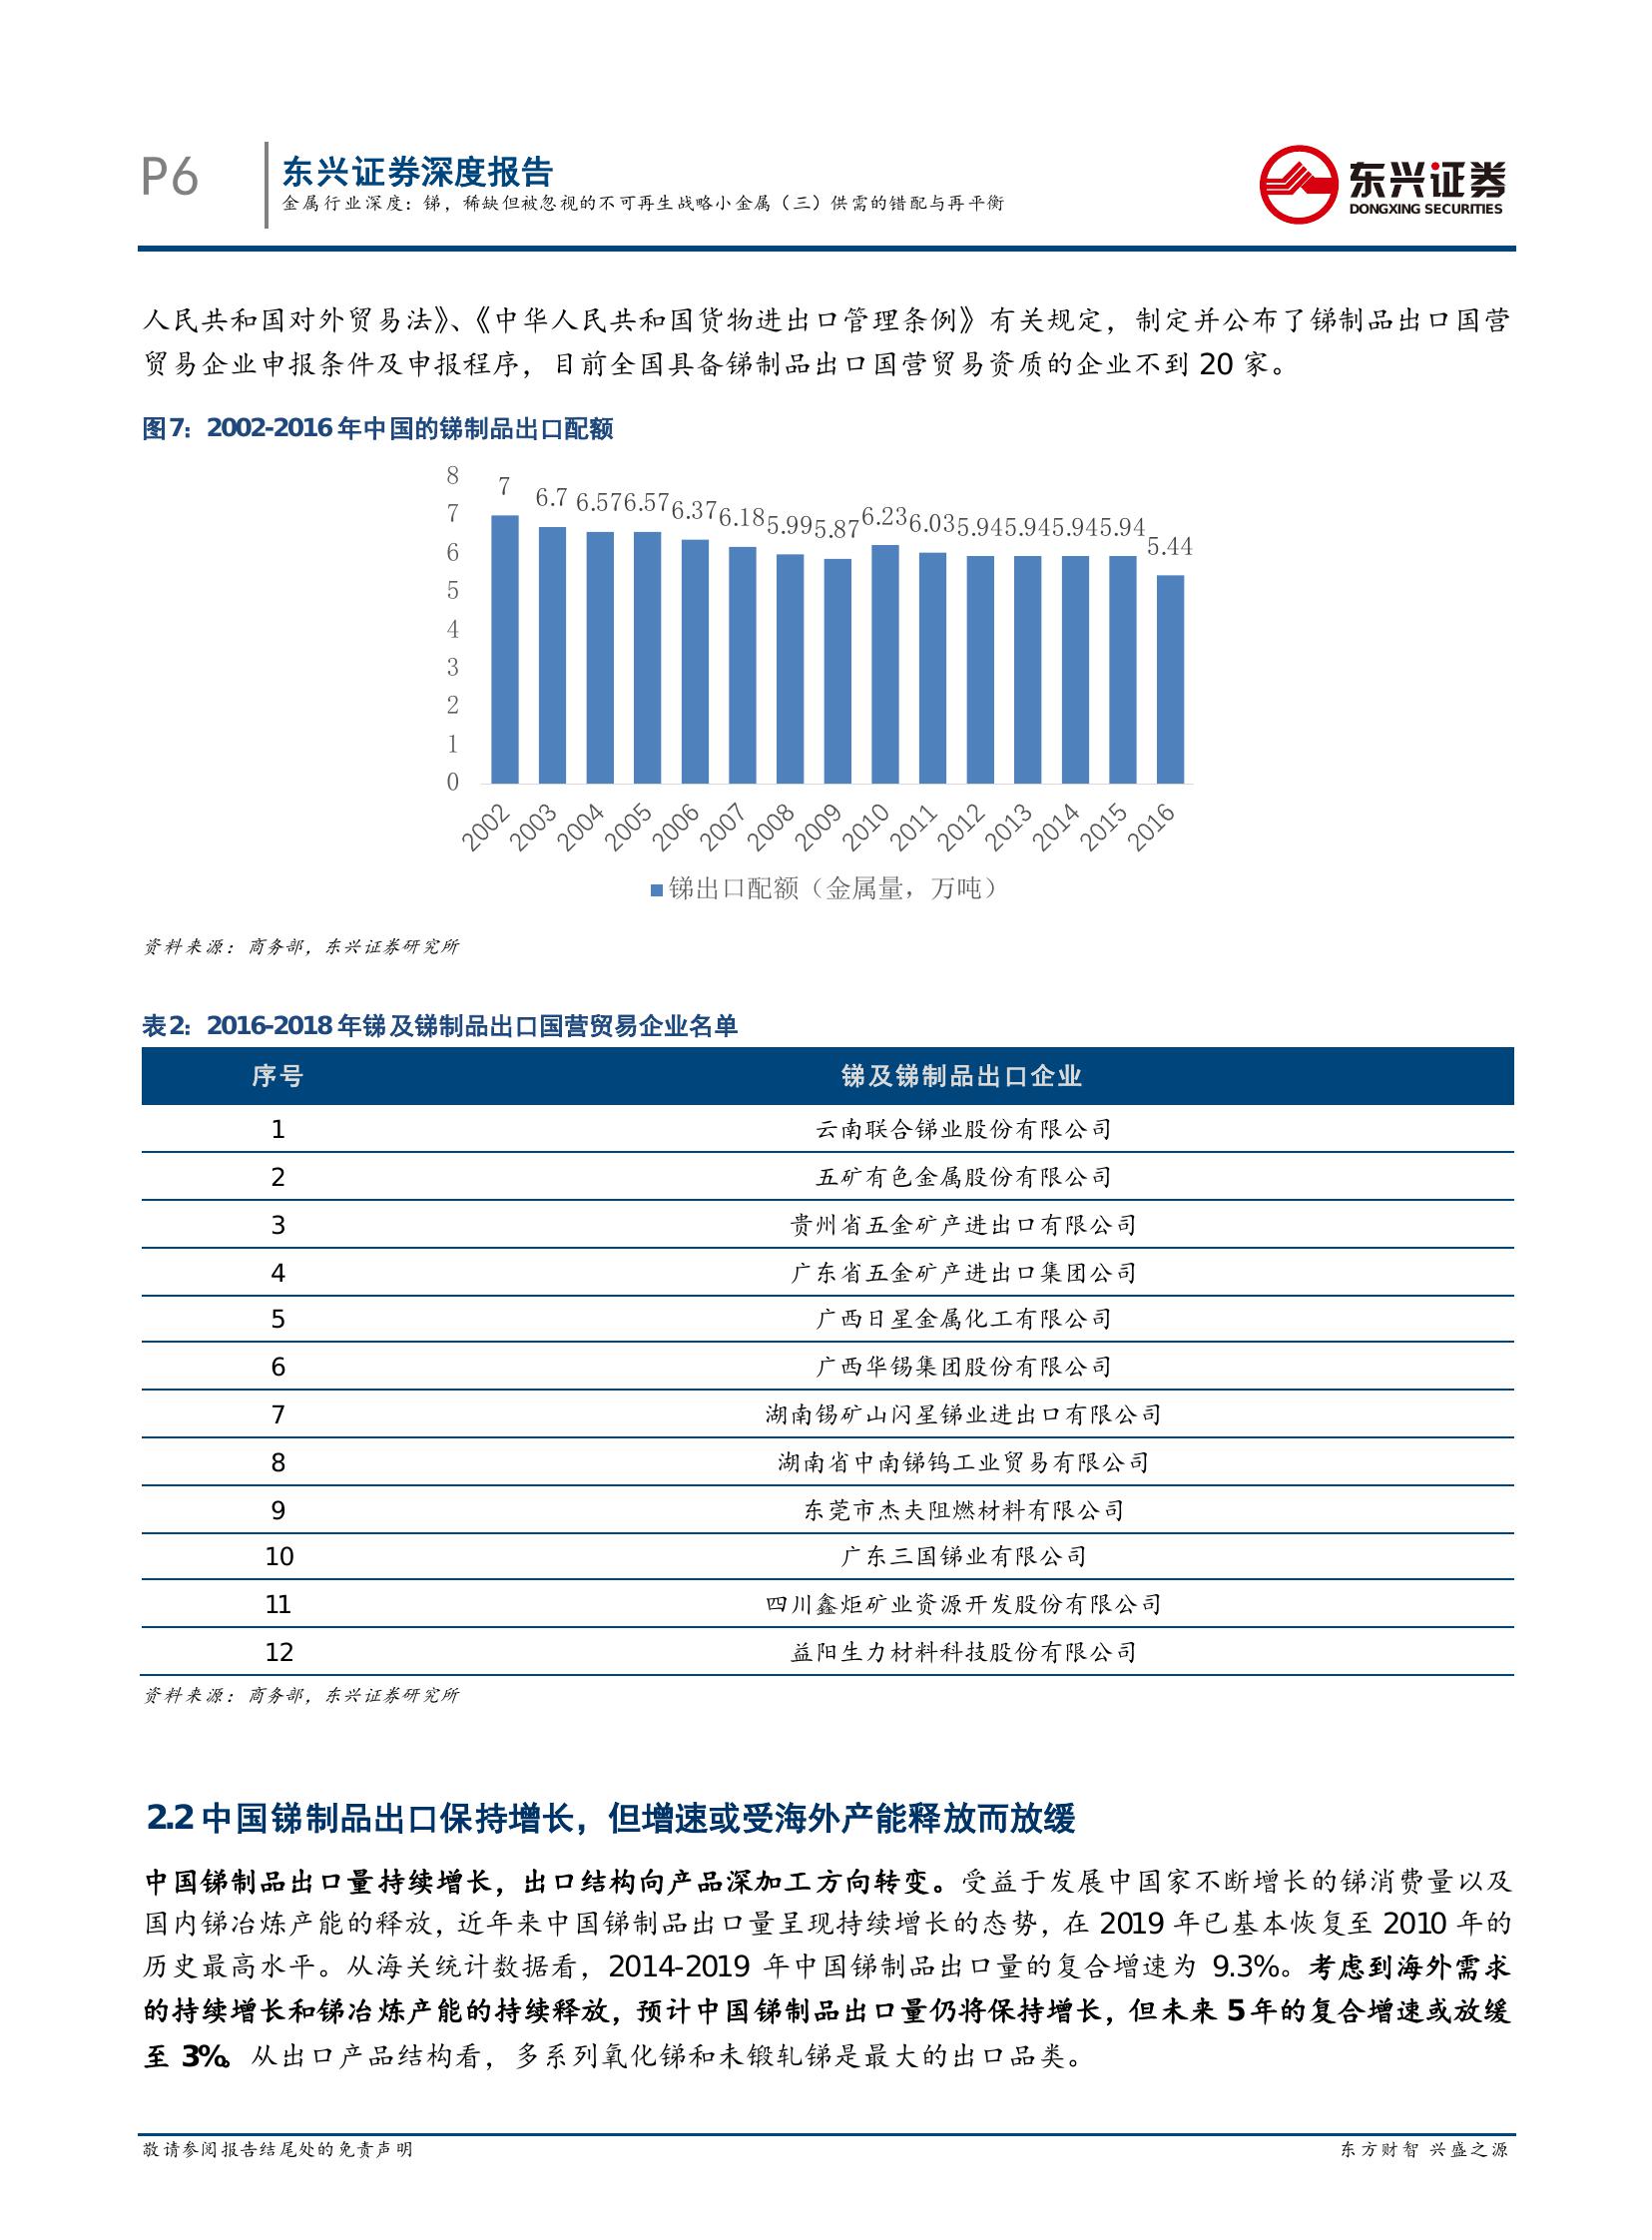 P6
东兴证券深度报告
金属行业深度：锑，稀缺但被忽视的不可再生战略小金属（三）供需的错配与再平衡
东兴证券
DONGXING SECURITIES
人民共和国对外贸易法》、《中华人民共和国货物进出口管理条例》有关规定，制定并公布了锑制品出口国营
贸易企业申报条件及申报程序，目前全国具备锑制品出口国营贸易资质的企业不到 20 家。
图7：2002-2016 年中国的锑制品出口配额
8
7
6
5
4
3
2
1
0
7 6.7 6.57 6.57 6.37 6.18 5.99 5.87 6.23 6.03 5.94 5.94 5.94 5.94 5.44
2002 2003 2004 2005 2006 2007 2008 2009 2010 2011 2012 2013 2014 2015 2016
锑出口配额（金属量，万吨）
资料来源：商务部，东兴证券研究所
表2：2016-2018 年锑及锑制品出口国营贸易企业名单
序号 锑及锑制品出口企业
1 云南联合锑业股份有限公司
2 五矿有色金属股份有限公司
3 贵州省五金矿产进出口有限公司
4 广东省五金矿产进出口集团公司
5 广西日星金属化工有限公司
6 广西华锡集团股份有限公司
7 湖南锡矿山闪星锑业进出口有限公司
8 湖南省中南锑钨工业贸易有限公司
9 东莞市杰夫阻燃材料有限公司
10 广东三国锑业有限公司
11 四川鑫炬矿业资源开发股份有限公司
12 益阳生力材料科技股份有限公司
资料来源：商务部，东兴证券研究所
2.2 中国锑制品出口保持增长，但增速或受海外产能释放而放缓
中国锑制品出口量持续增长，出口结构向产品深加工方向转变。受益于发展中国家不断增长的锑消费量以及
国内锑冶炼产能的释放，近年来中国锑制品出口量呈现持续增长的态势，在 2019 年已基本恢复至 2010 年的
历史最高水平。从海关统计数据看，2014-2019 年中国锑制品出口量的复合增速为 9.3%。考虑到海外需求
的持续增长和锑冶炼产能的持续释放，预计中国锑制品出口量仍将保持增长，但未来 5 年的复合增速或放缓
至 3%。从出口产品结构看，多系列氧化锑和未锻轧锑是最大的出口品类。
敬请参阅报告结尾处的免责声明
东方财智 兴盛之源